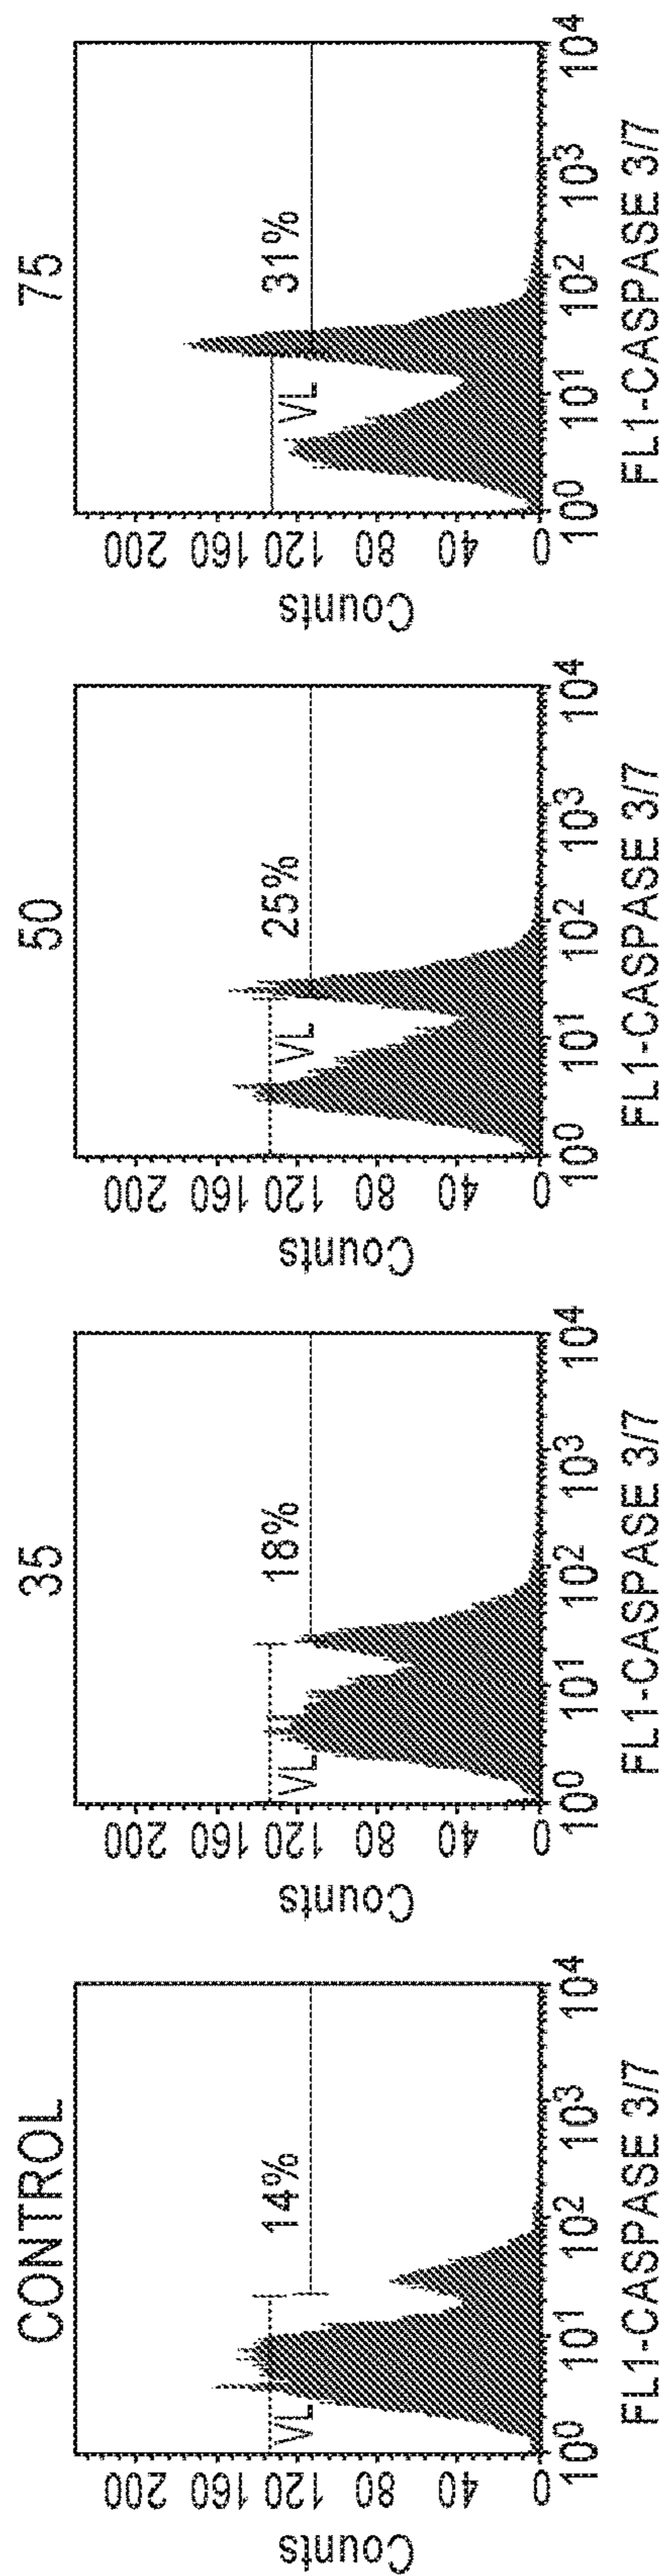 CONTROL
Counts
200
160
120
80
40
0
VL
14%
10⁰ 10¹ 10² 10³ 10⁴
FL1-CASPASE 3/7
35
Counts
200
160
120
80
40
0
VL
18%
10⁰ 10¹ 10² 10³ 10⁴
FL1-CASPASE 3/7
50
Counts
200
160
120
80
40
0
VL
25%
10⁰ 10¹ 10² 10³ 10⁴
FL1-CASPASE 3/7
75
Counts
200
160
120
80
40
0
VL
31%
10⁰ 10¹ 10² 10³ 10⁴
FL1-CASPASE 3/7